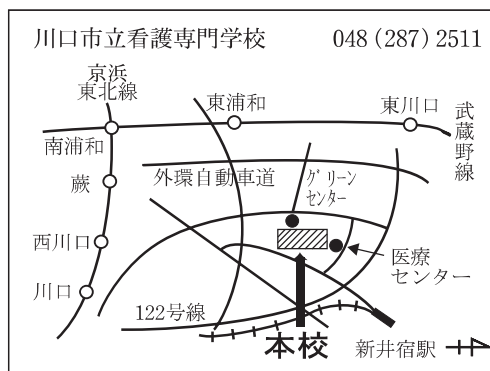 川口市立看護専門学校 048(287)2511
京浜
東北線
東浦和
東川口
武蔵野線
南浦和
外環自動車道
グリーン
センター
蕨
西川口
医療
センター
川口
122号線
本校
新井宿駅